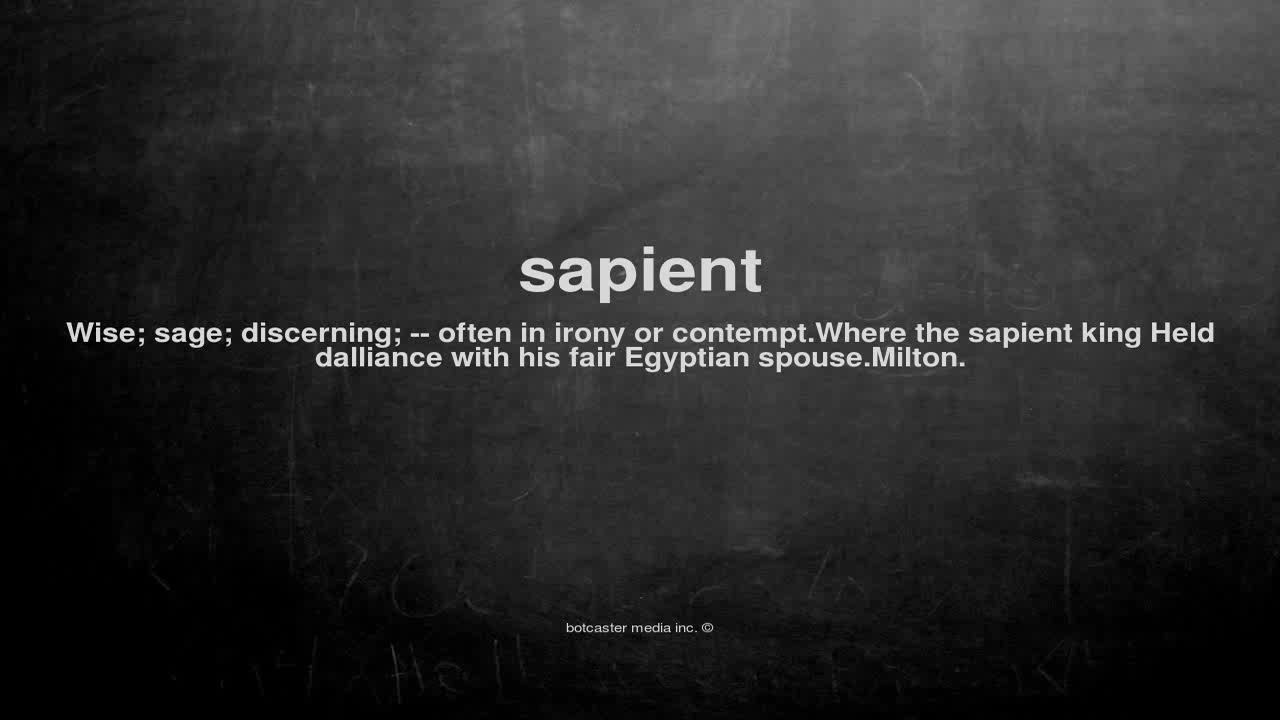 sapient
Wise; sage; discerning; -- often in irony or contempt.Where the sapient king Held
dalliance with his fair Egyptian spouse.Milton.
botcaster media inc. ©